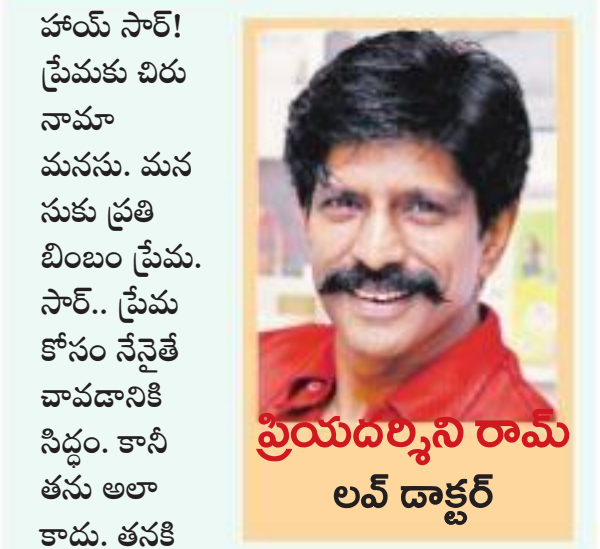 హాయ్ సార్!
ప్రేమకు చిరు
నామా
మనసు. మన
సుకు ప్రతి
బింబం ప్రేమ.
సార్.. ప్రేమ
కోసం నేనైతే
చావడానికి
సిద్ధం. కానీ
తను అలా
కాదు. తనకి
ప్రియదర్శిని రామ్
లవ్ డాక్టర్